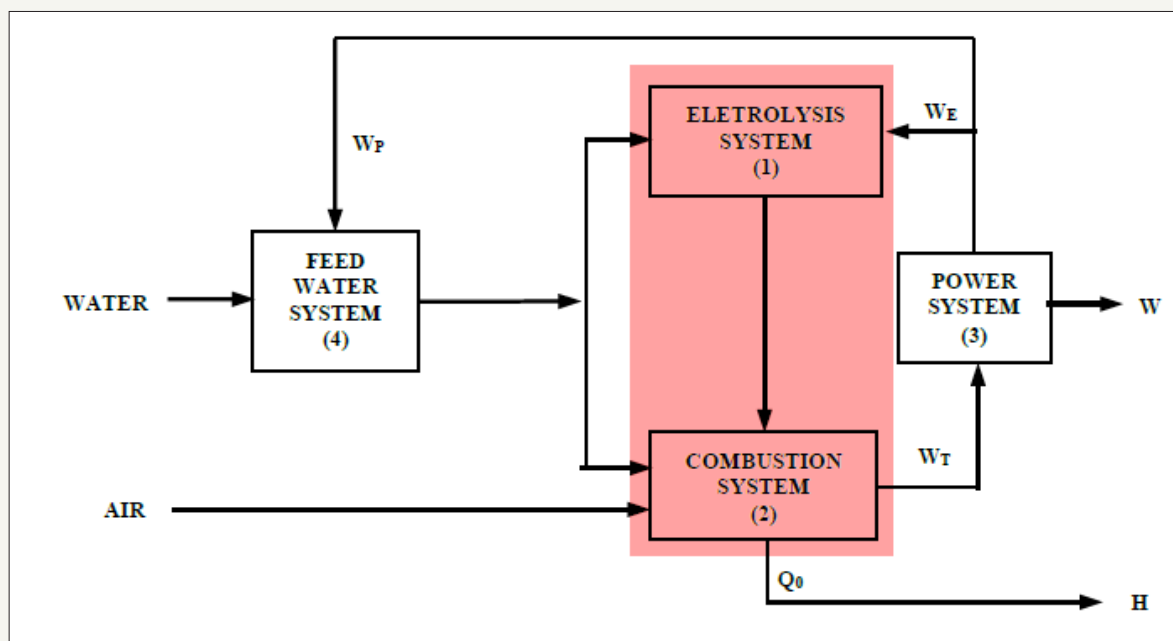 ELETROLYSIS
SYSTEM
(1)
WE
WP
FEED
WATER
SYSTEM
(4)
WATER
POWER
SYSTEM
(3)
W
COMBUSTION
SYSTEM
(2)
WT
AIR
Q0
H